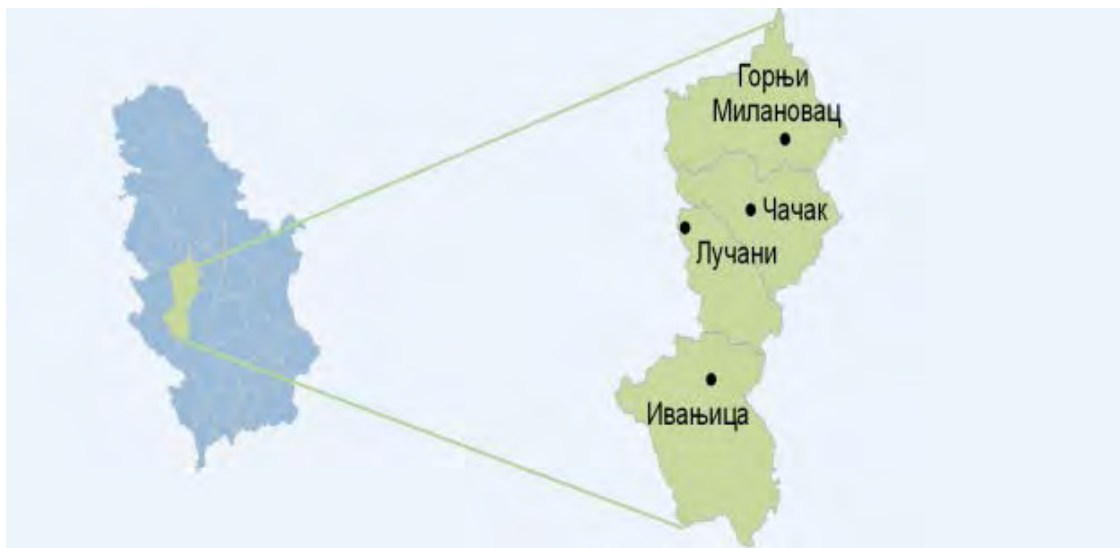 Горњи
Милановац
Чачак
Лучани
Ивањица